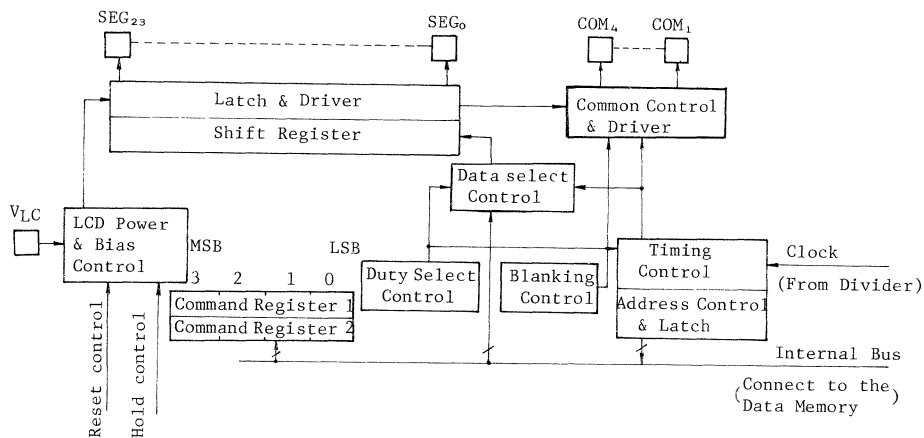 SEG23 SEG0 COM4 COM1
Latch & Driver
Shift Register
Common Control
& Driver
Data select
Control
VLC
LCD Power
& Bias
Control
MSB LSB
3 2 1 0
Command Register 1
Command Register 2
Duty Select
Control
Blanking
Control
Timing
Control
Address Control
& Latch
Clock
(From Divider)
Internal Bus
(Connect to the
Data Memory)
Reset control
Hold control